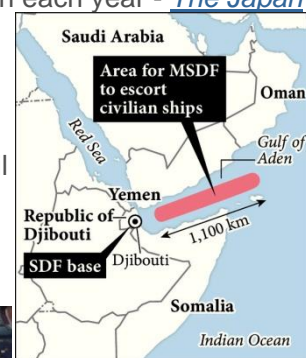 n each year - The Japan
l
Saudi Arabia
Area for MSDF
to escort
civilian ships
Oman
Red Sea
Gulf of
Aden
Yemen
Republic of
Djibouti
1,100 km
SDF base
Djibouti
Somalia
Indian Ocean